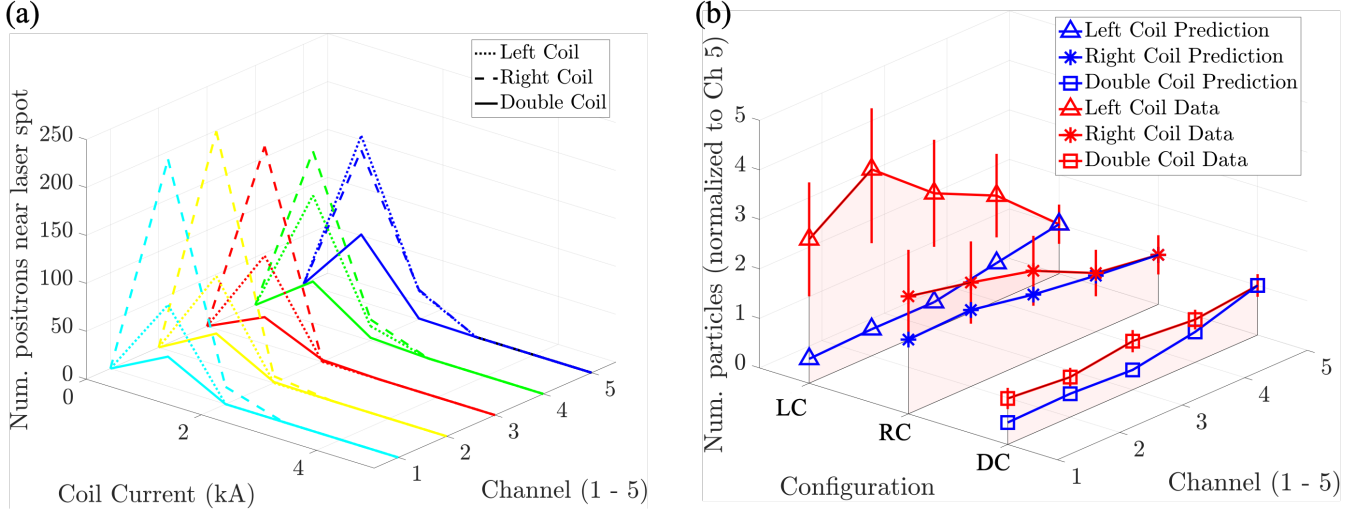 (a)
Left Coil
Right Coil
Double Coil
Num. positrons near laser spot
250
200
150
100
50
0
0
2
4
Coil Current (kA)
1
2
3
4
5
Channel (1 - 5)
(b)
Left Coil Prediction
Right Coil Prediction
Double Coil Prediction
Left Coil Data
Right Coil Data
Double Coil Data
Num. particles (normalized to Ch 5)
5
4
3
2
1
0
LC
RC
DC
Configuration
1
2
3
4
5
Channel (1 - 5)